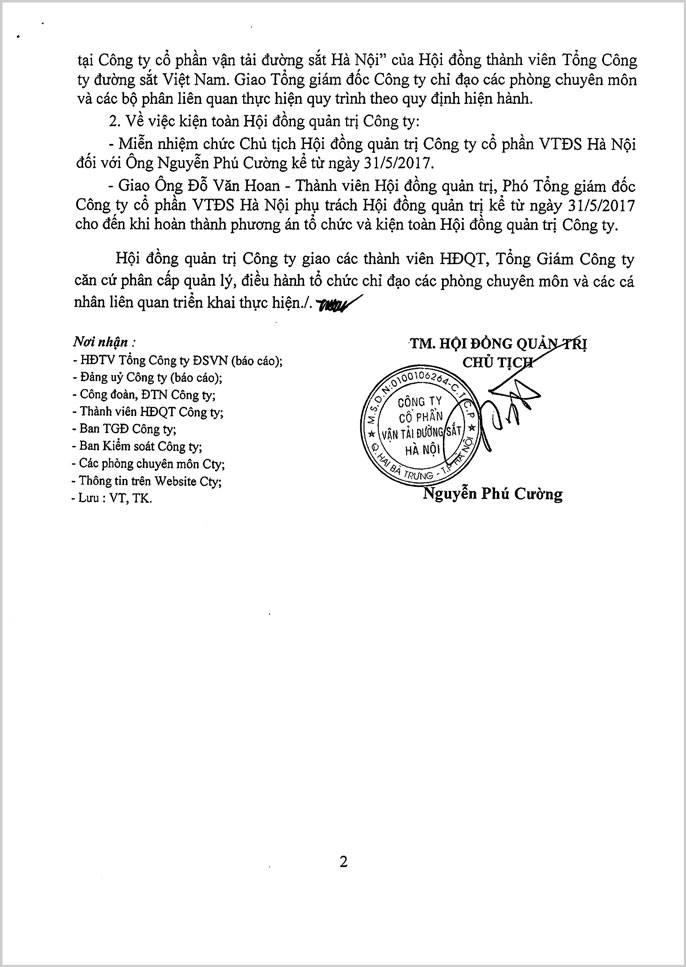 tại Công ty cổ phần vận tải đường sắt Hà Nội” của Hội đồng thành viên Tổng Công
ty đường sắt Việt Nam. Giao Tổng giám đốc Công ty chỉ đạo các phòng chuyên môn
và các bộ phân liên quan thực hiện quy trình theo quy định hiện hành.
2. Về việc kiện toàn Hội đồng quản trị Công ty:
- Miễn nhiệm chức Chủ tịch Hội đồng quản trị Công ty cổ phần VTĐS Hà Nội
đối với Ông Nguyễn Phú Cường kể từ ngày 31/5/2017.
- Giao Ông Đỗ Văn Hoan - Thành viên Hội đồng quản trị, Phó Tổng giám đốc
Công ty cổ phần VTĐS Hà Nội phụ trách Hội đồng quản trị kể từ ngày 31/5/2017
cho đến khi hoàn thành phương án tổ chức và kiện toàn Hội đồng quản trị Công ty.
Hội đồng quản trị Công ty giao các thành viên HĐQT, Tổng Giám Công ty
căn cứ phân cấp quản lý, điều hành tổ chức chỉ đạo các phòng chuyên môn và các cá
nhân liên quan triển khai thực hiện./.
Nơi nhận :
- HĐTV Tổng Công ty ĐSVN (báo cáo);
- Đảng uỷ Công ty (báo cáo);
- Công đoàn, ĐTN Công ty;
- Thành viên HĐQT Công ty;
- Ban TGĐ Công ty;
- Ban Kiểm soát Công ty;
- Các phòng chuyên môn Cty;
- Thông tin trên Website Cty;
- Lưu : VT, TK.
TM. HỘI ĐỒNG QUẢN TRỊ
CHỦ TỊCH
M.S.D.N:0100106264-C.T.C.P
CÔNG TY
CỔ PHẦN
VẬN TẢI ĐƯỜNG SẮT
HÀ NỘI
Q. HAI BÀ TRƯNG - T.P HÀ NỘI
Nguyễn Phú Cường
2